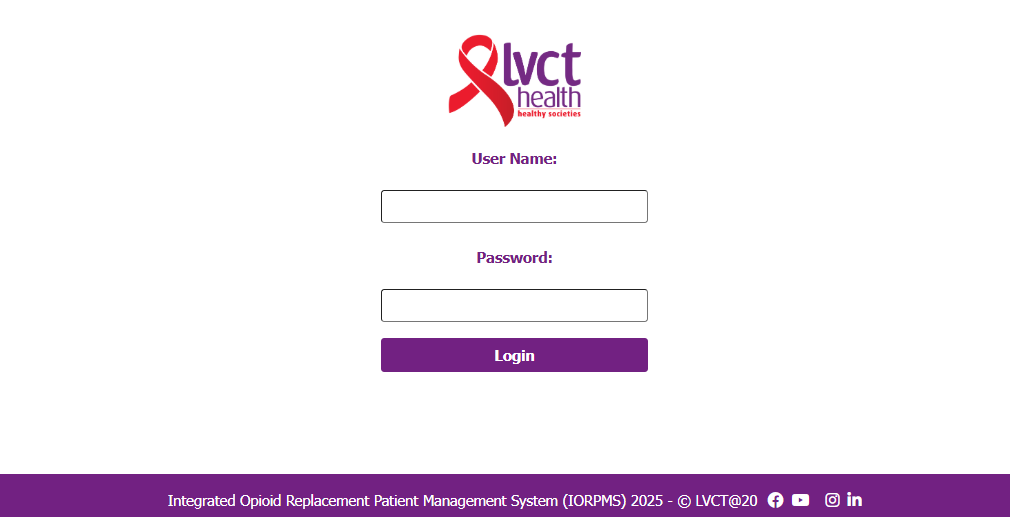 lvct
health
healthy societies
User Name:
Password:
Login
Integrated Opioid Replacement Patient Management System (IORPMS) 2025 - © LVCT@20